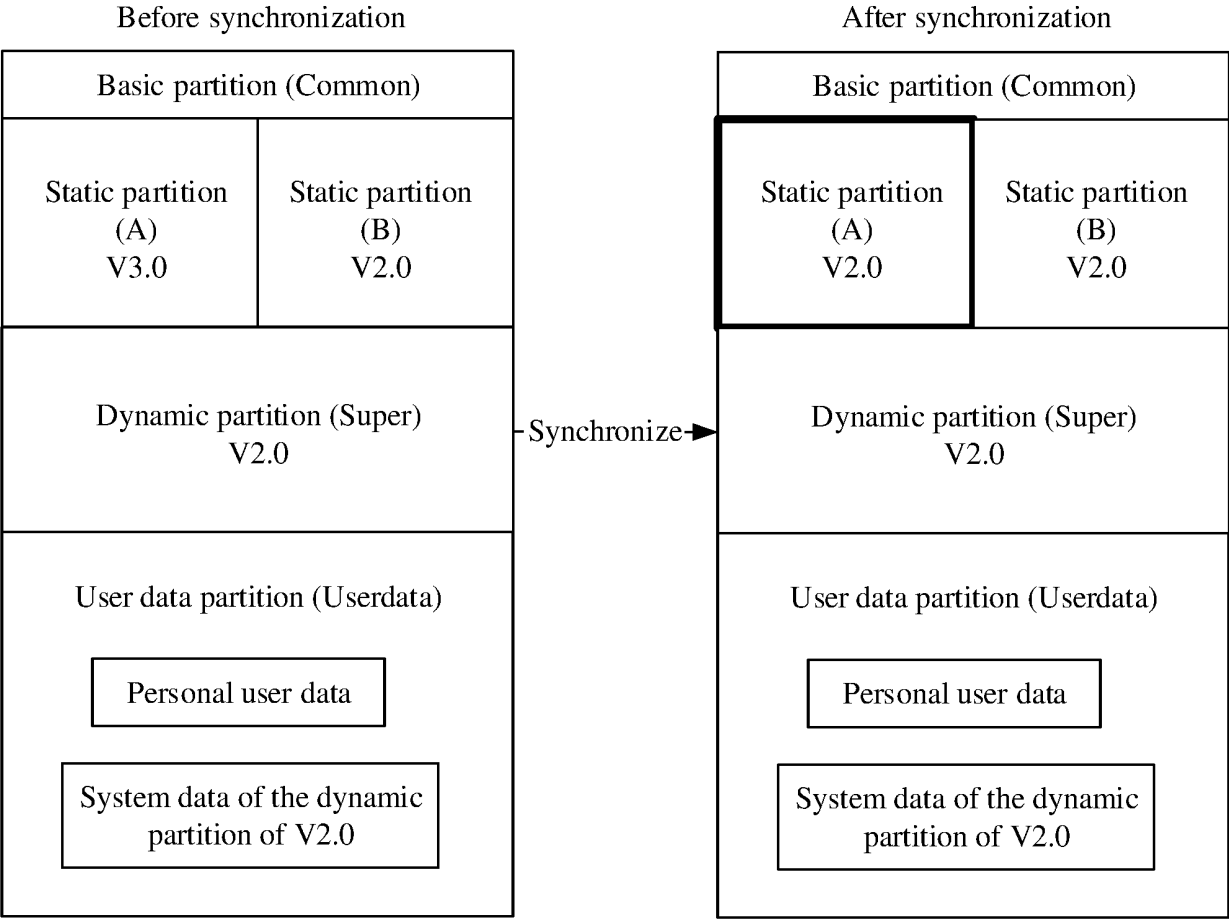 Before synchronization
Basic partition (Common)
Static partition
(A)
V3.0
Static partition
(B)
V2.0
Dynamic partition (Super)
V2.0
User data partition (Userdata)
Personal user data
System data of the dynamic
partition of V2.0
Synchronize
After synchronization
Basic partition (Common)
Static partition
(A)
V2.0
Static partition
(B)
V2.0
Dynamic partition (Super)
V2.0
User data partition (Userdata)
Personal user data
System data of the dynamic
partition of V2.0